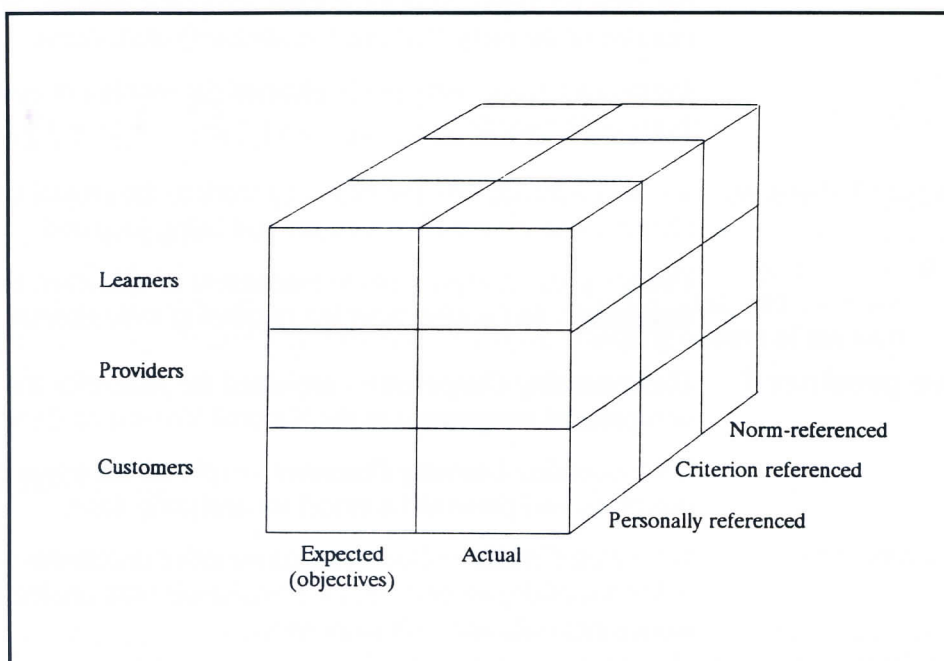 Learners
Providers
Customers
Norm-referenced
Criterion referenced
Personally referenced
Expected
(objectives)
Actual